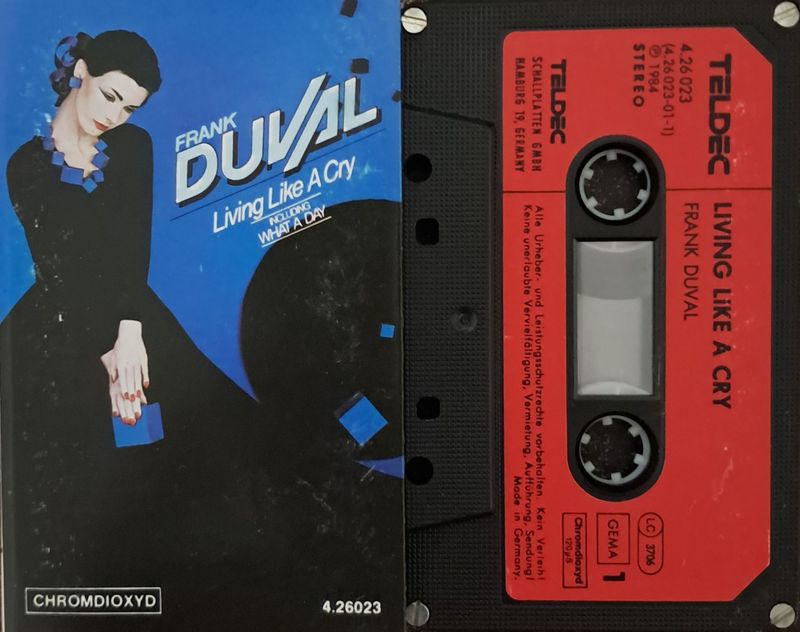 FRANK
DUVAL
Living Like A Cry
INCLUDING
WHAT A DAY
CHROMDIOXYD
4.26023
TELDEC
4.26 023
(4.26 023-01-1)
℗ 1984
STEREO
TELDEC
SCHALLPLATTEN GMBH
HAMBURG 19, GERMANY
LIVING LIKE A CRY
FRANK DUVAL
Alle Urheber- und Leistungsschutzrechte vorbehalten. Kein Verleih!
Keine unerlaubte Vervielfältigung, Vermietung, Aufführung, Sendung!
Made in Germany.
LC 3706
GEMA
1
Chromdioxyd
120µS